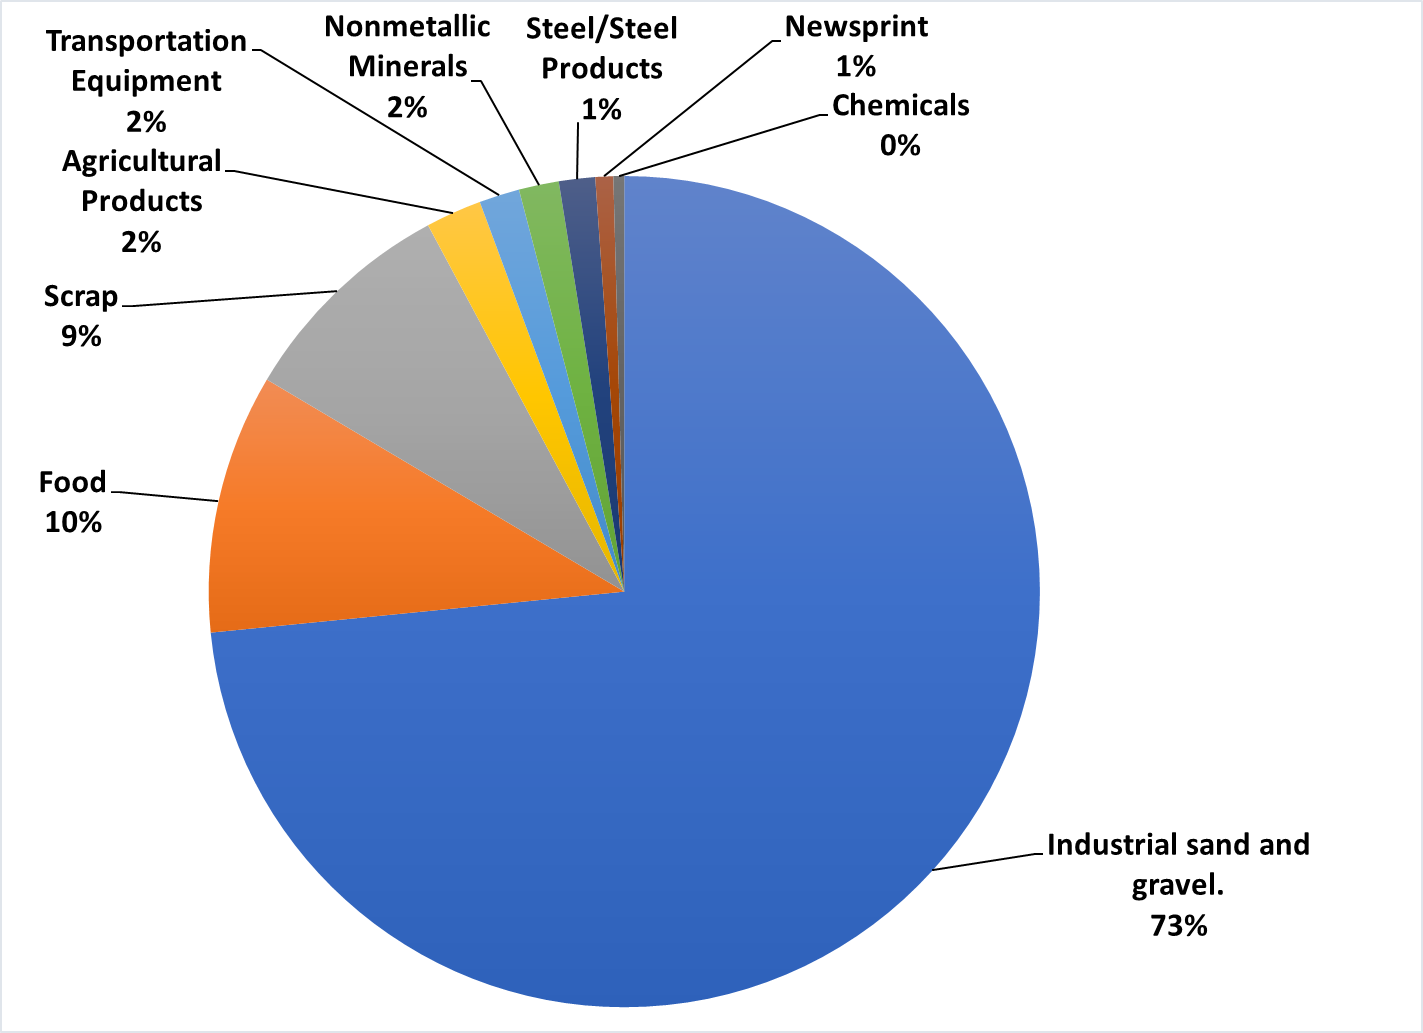 Transportation
Equipment
2%
Nonmetallic
Minerals
2%
Steel/Steel
Products
1%
Newsprint
1%
Chemicals
0%
Agricultural
Products
2%
Scrap
9%
Food
10%
Industrial sand and
gravel.
73%